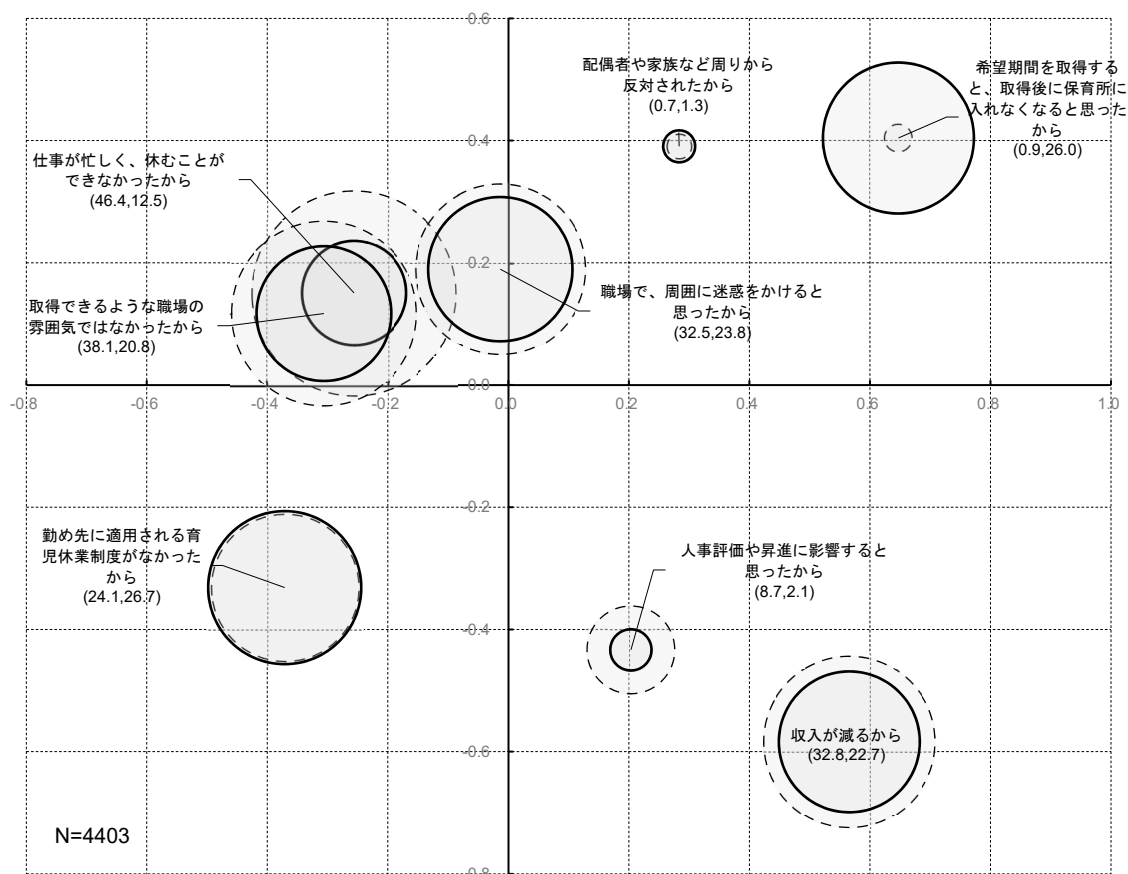 0.6
配偶者や家族など周りから
反対されたから
(0.7,1.3)
希望期間を取得する
と、取得後に保育所に
入れなくなると思った
から
(0.9,26.0)
0.4
仕事が忙しく、休むことが
できなかったから
(46.4,12.5)
0.2
職場で、周囲に迷惑をかけると
思ったから
(32.5,23.8)
取得できるような職場の
雰囲気ではなかったから
(38.1,20.8)
0.0
-0.8 -0.6 -0.4 -0.2 0.0 0.2 0.4 0.6 0.8 1.0
-0.2
勤め先に適用される育
児休業制度がなかった
から
(24.1,26.7)
人事評価や昇進に影響すると
思ったから
(8.7,2.1)
-0.4
-0.6
収入が減るから
(32.8,22.7)
N=4403
-0.8